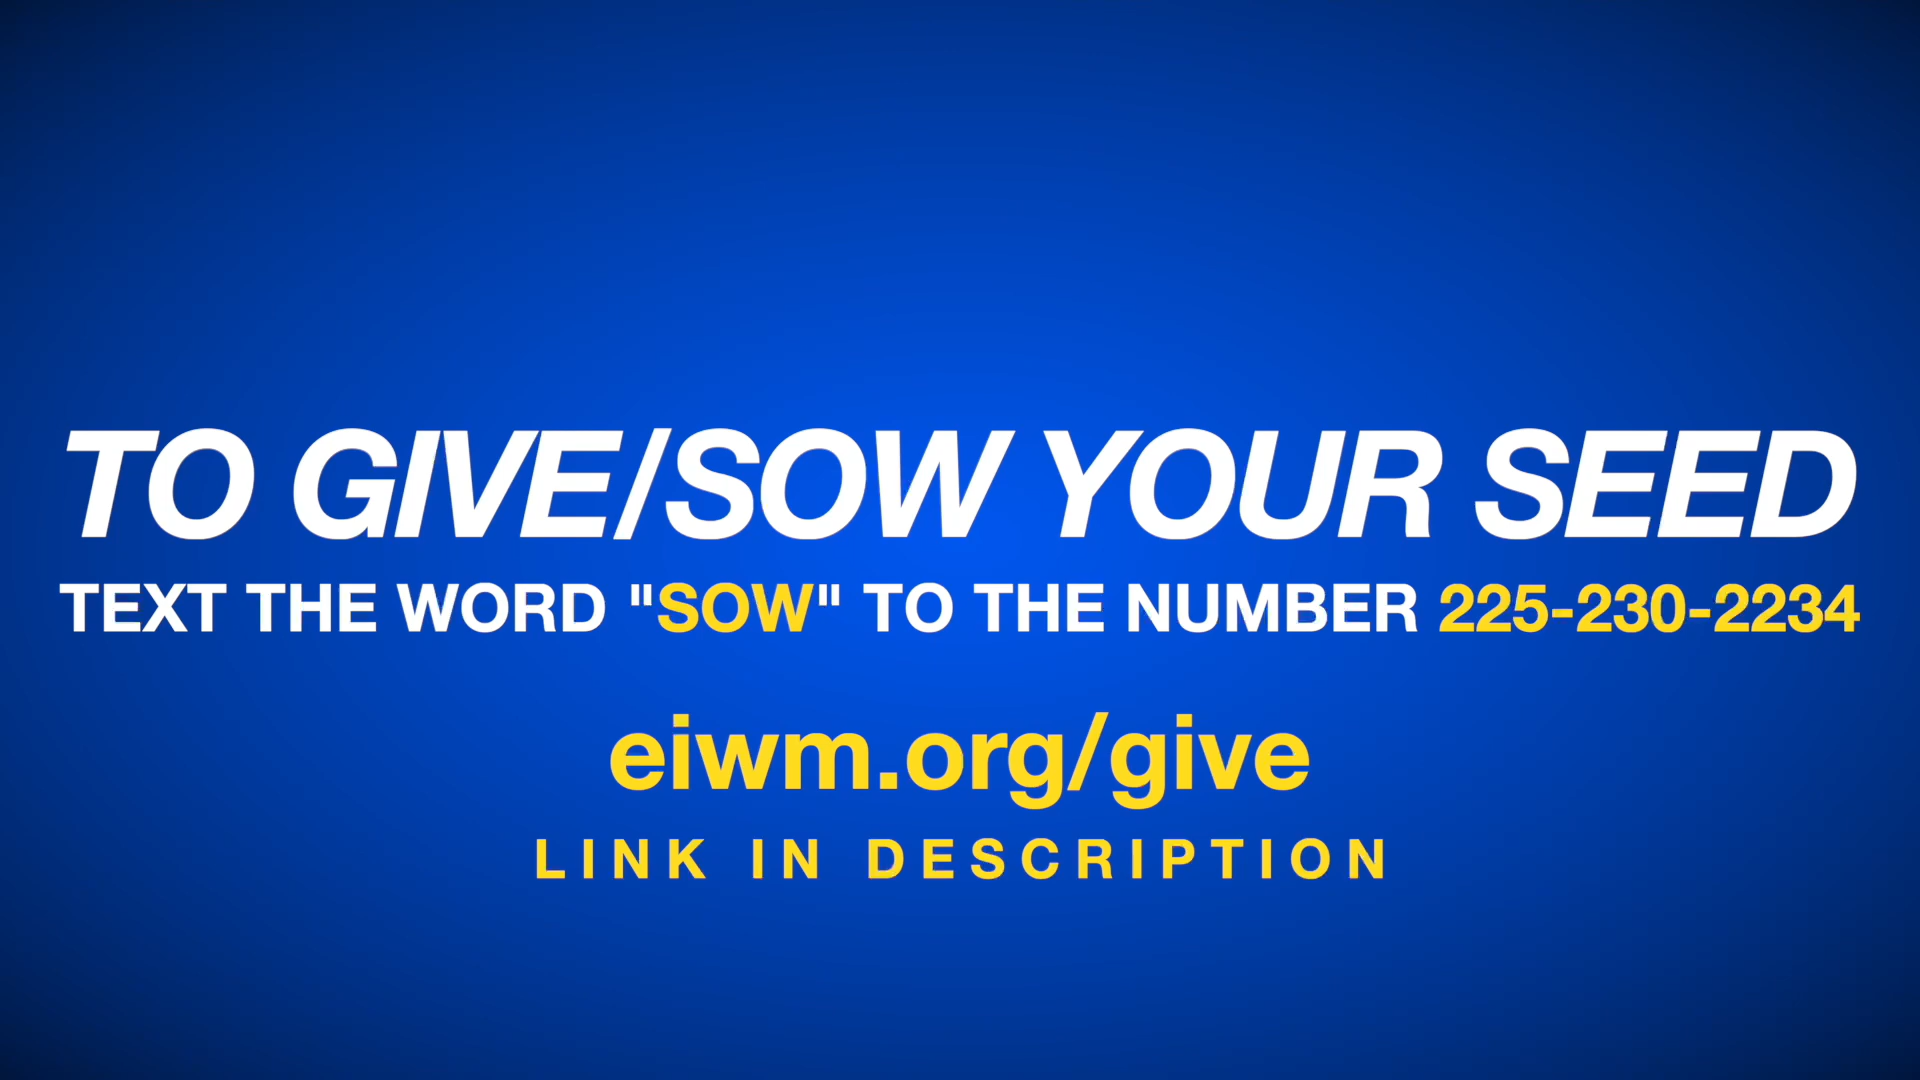 TO GIVE/SOW YOUR SEED
TEXT THE WORD "SOW" TO THE NUMBER 225-230-2234
eiwm.org/give
LINK IN DESCRIPTION